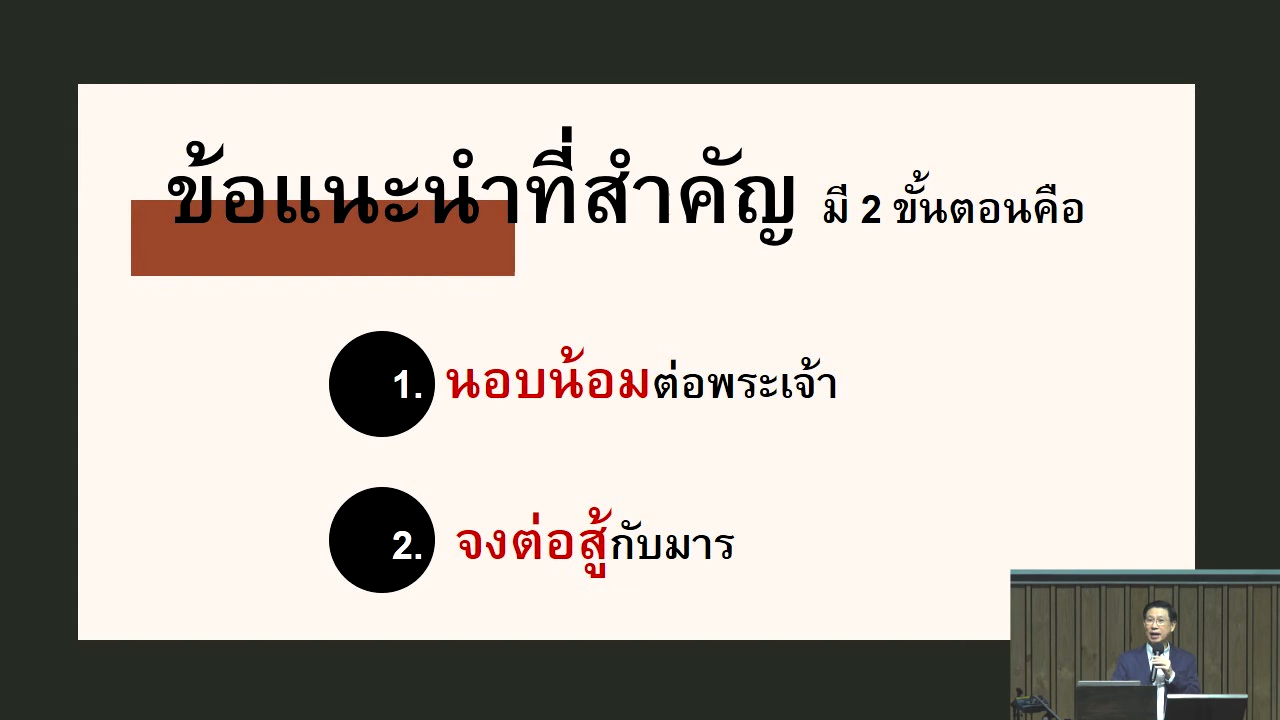 ข้อแนะนำที่สำคัญ มี 2 ขั้นตอนคือ
1. นอบน้อมต่อพระเจ้า
2. จงต่อสู้กับมาร